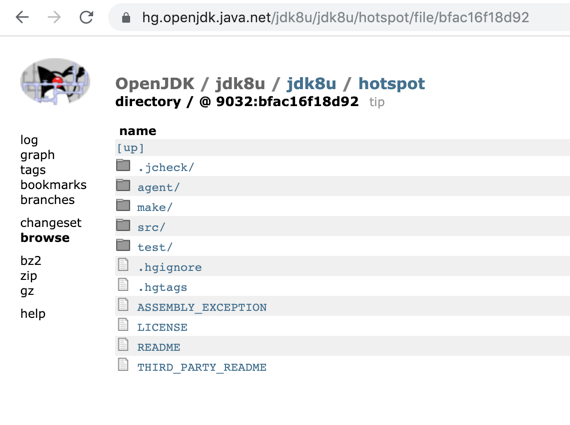 hg.openjdk.java.net/jdk8u/jdk8u/hotspot/file/bfac16f18d92
OpenJDK / jdk8u / jdk8u / hotspot
directory / @ 9032:bfac16f18d92 tip
log
graph
tags
bookmarks
branches
changeset
browse
bz2
zip
gz
help
name
[up]
.jcheck/
agent/
make/
src/
test/
.hgignore
.hgtags
ASSEMBLY_EXCEPTION
LICENSE
README
THIRD_PARTY_README